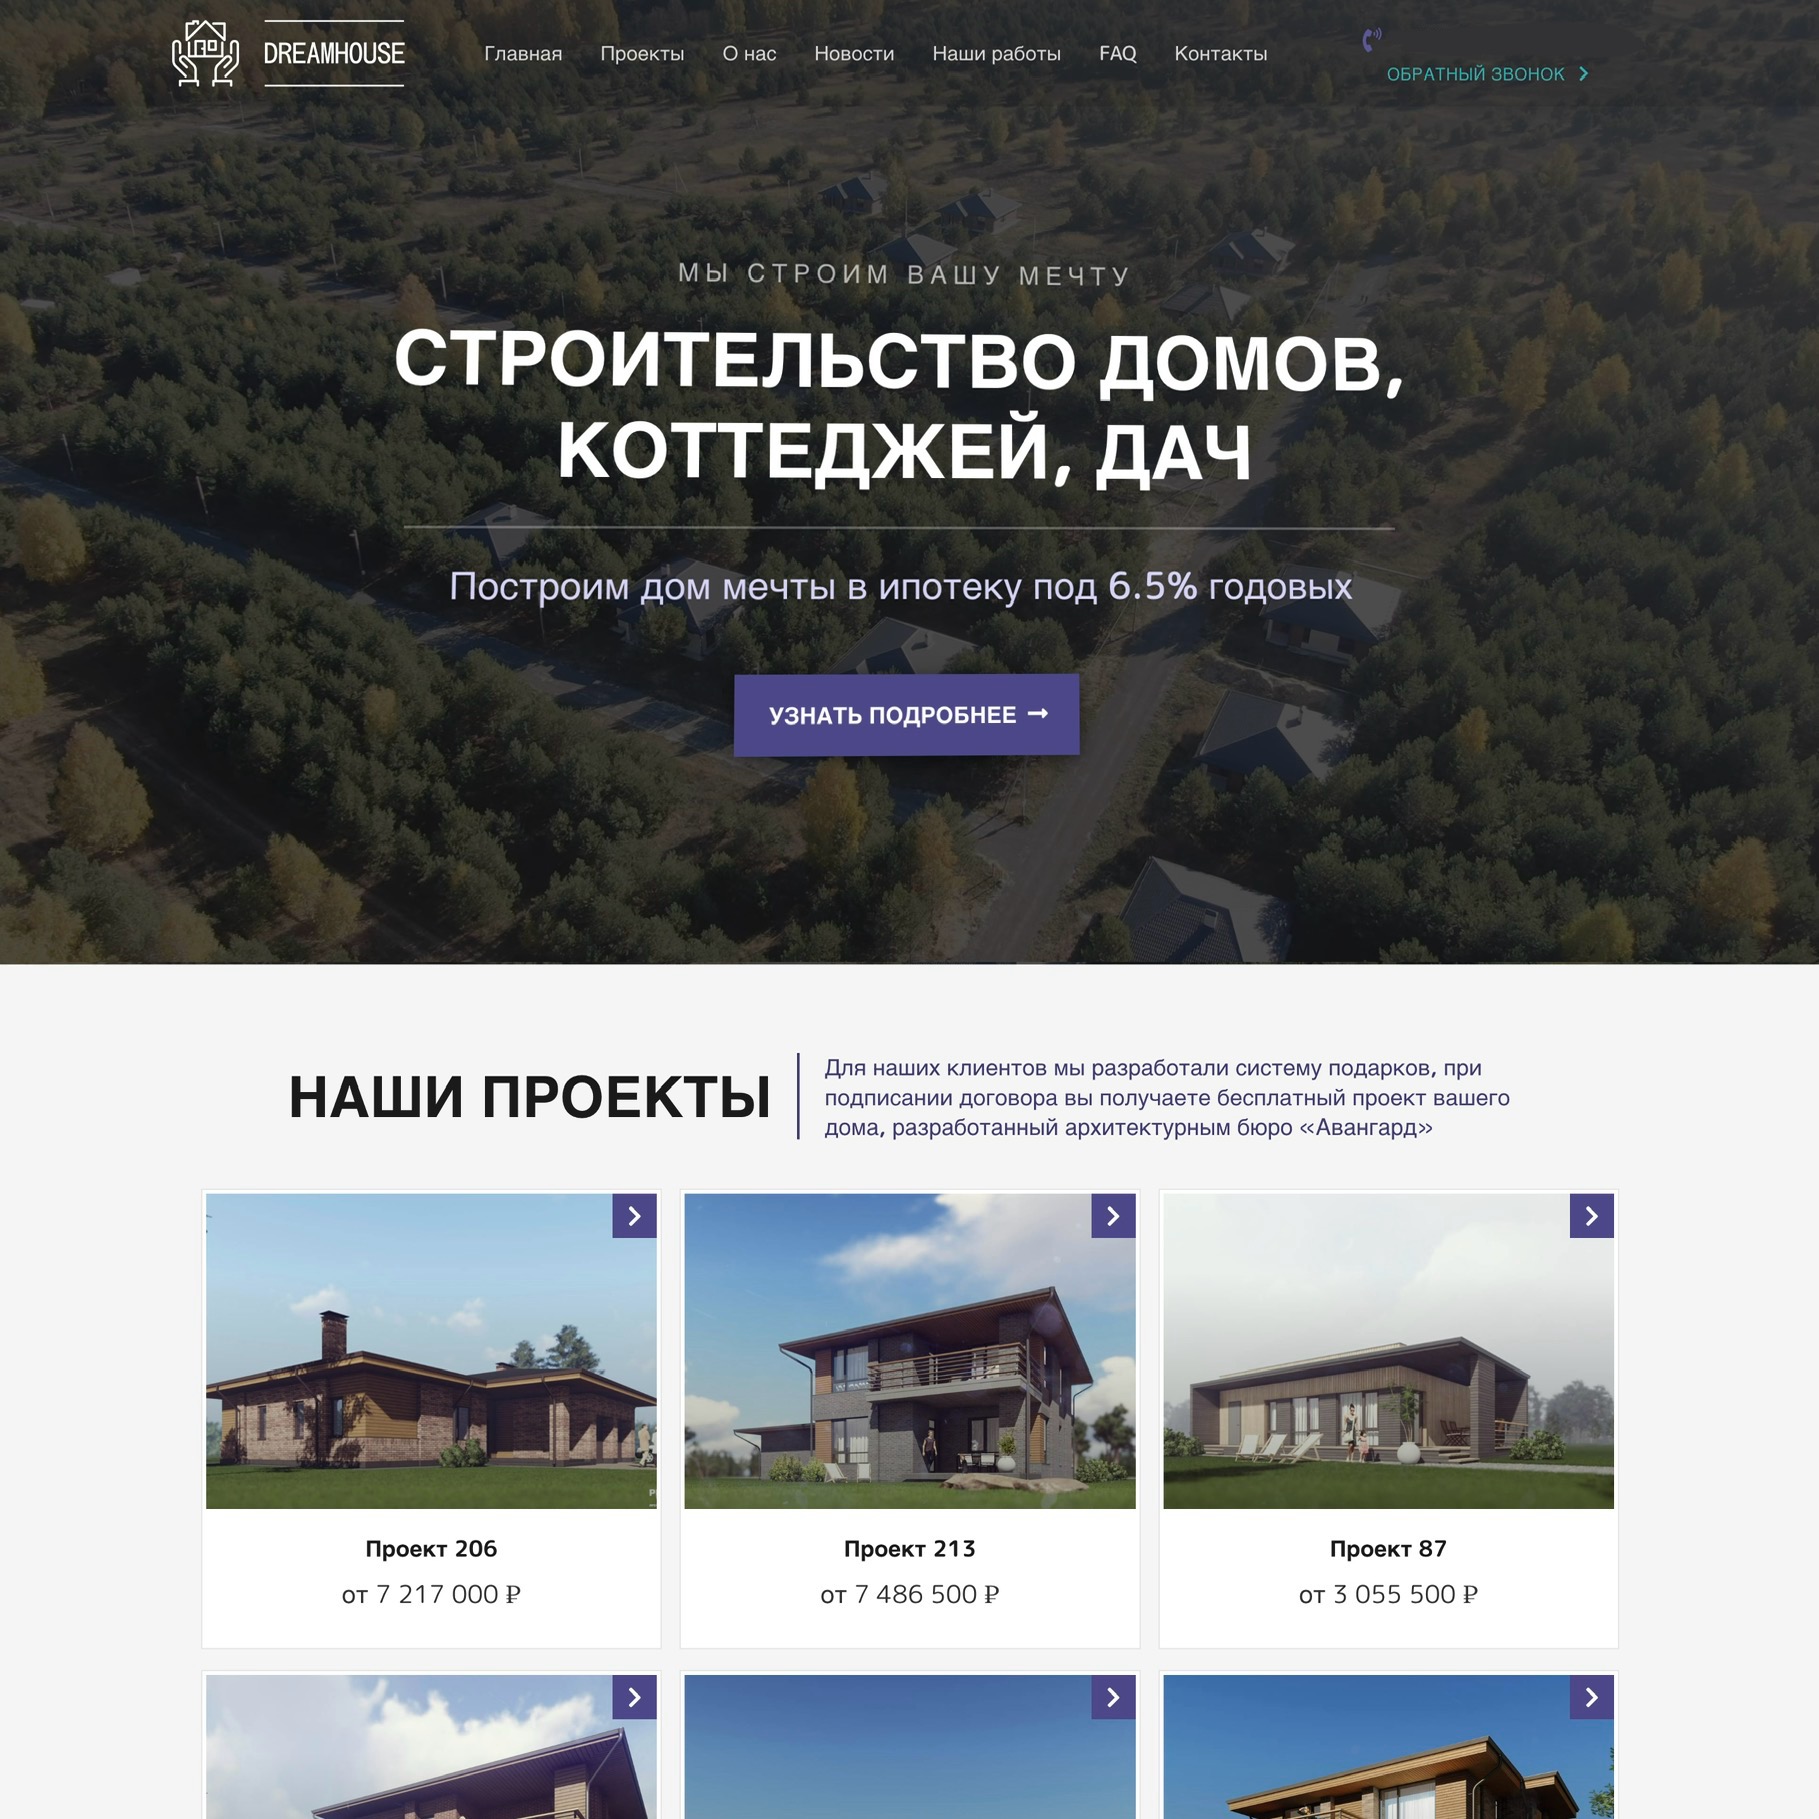 DREAMHOUSE
Главная Проекты О нас Новости Наши работы FAQ Контакты
ОБРАТНЫЙ ЗВОНОК
МЫ СТРОИМ ВАШУ МЕЧТУ
СТРОИТЕЛЬСТВО ДОМОВ,
КОТТЕДЖЕЙ, ДАЧ
Построим дом мечты в ипотеку под 6.5% годовых
УЗНАТЬ ПОДРОБНЕЕ
НАШИ ПРОЕКТЫ
Для наших клиентов мы разработали систему подарков, при
подписании договора вы получаете бесплатный проект вашего
дома, разработанный архитектурным бюро «Авангард»
Проект 206
от 7 217 000 ₽
Проект 213
от 7 486 500 ₽
Проект 87
от 3 055 500 ₽